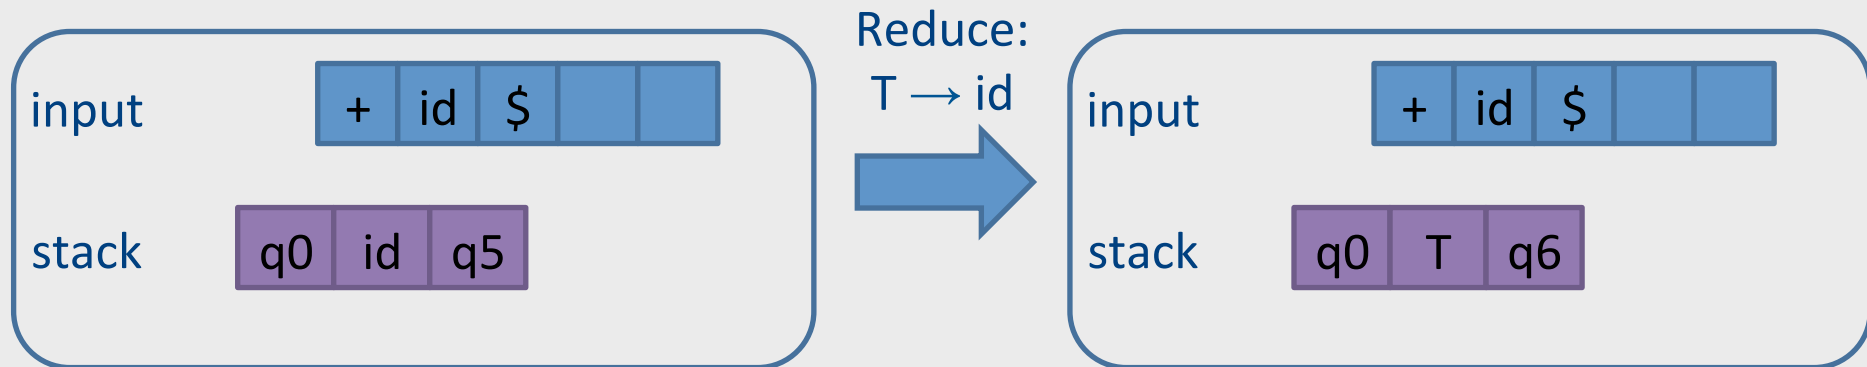 input + id $
stack q0 id q5
Reduce:
T → id
input + id $
stack q0 T q6